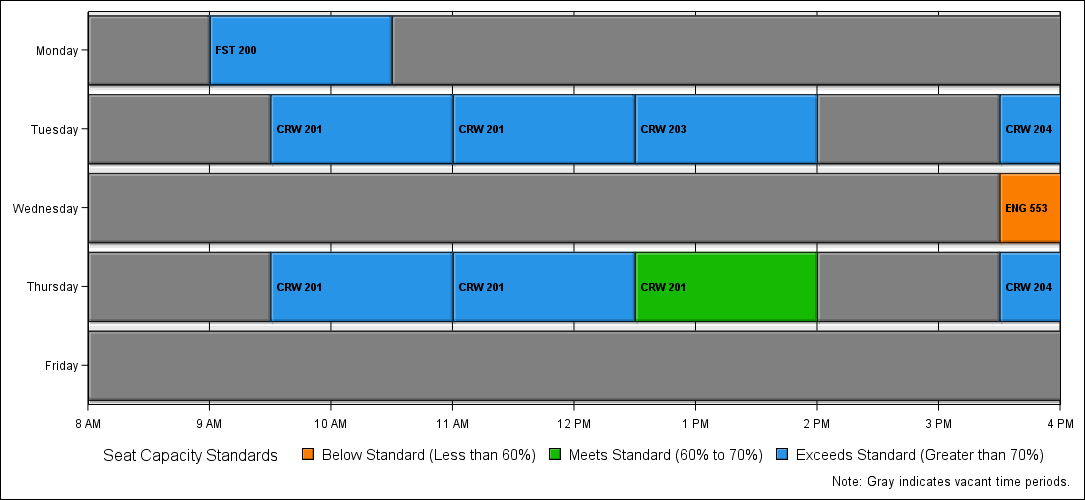 Monday
FST 200
Tuesday
CRW 201
CRW 201
CRW 203
CRW 204
Wednesday
ENG 553
Thursday
CRW 201
CRW 201
CRW 201
CRW 204
Friday
8 AM 9 AM 10 AM 11 AM 12 PM 1 PM 2 PM 3 PM 4 PM
Seat Capacity Standards Below Standard (Less than 60%) Meets Standard (60% to 70%) Exceeds Standard (Greater than 70%)
Note: Gray indicates vacant time periods.